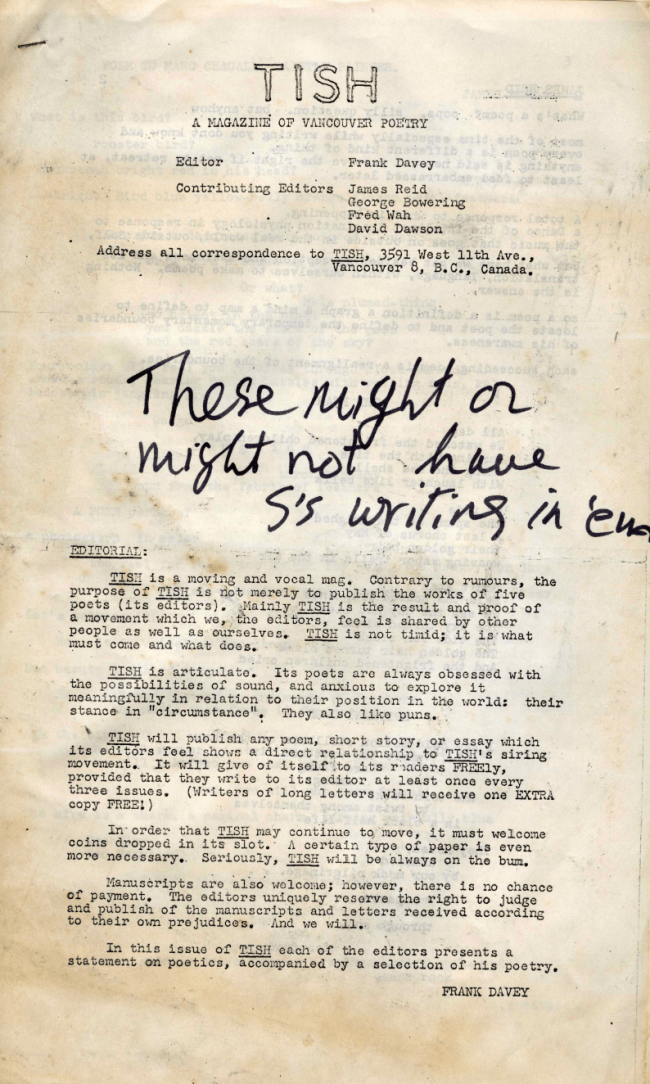 TISH
A MAGAZINE OF VANCOUVER POETRY
Editor Frank Davey
Contributing Editors James Reid
George Bowering
Fred Wah
David Dawson
Address all correspondence to TISH, 3591 West 11th Ave.,
Vancouver 8, B.C., Canada.
These might or
might not have
S's writing in 'em
EDITORIAL:
TISH is a moving and vocal mag. Contrary to rumours, the
purpose of TISH is not merely to publish the works of five
poets (its editors). Mainly TISH is the result and proof of
a movement which we, the editors, feel is shared by other
people as well as ourselves. TISH is not timid; it is what
must come and what does.
TISH is articulate. Its poets are always obsessed with
the possibilities of sound, and anxious to explore it
meaningfully in relation to their position in the world: their
stance in "circumstance". They also like puns.
TISH will publish any poem, short story, or essay which
its editors feel shows a direct relationship to TISH's siring
movement. It will give of itself to its readers FREEly,
provided that they write to its editor at least once every
three issues. (Writers of long letters will receive one EXTRA
copy FREE!)
In order that TISH may continue to move, it must welcome
coins dropped in its slot. A certain type of paper is even
more necessary. Seriously, TISH will be always on the bum.
Manuscripts are also welcome; however, there is no chance
of payment. The editors uniquely reserve the right to judge
and publish of the manuscripts and letters received according
to their own prejudices. And we will.
In this issue of TISH each of the editors presents a
statement on poetics, accompanied by a selection of his poetry.
FRANK DAVEY